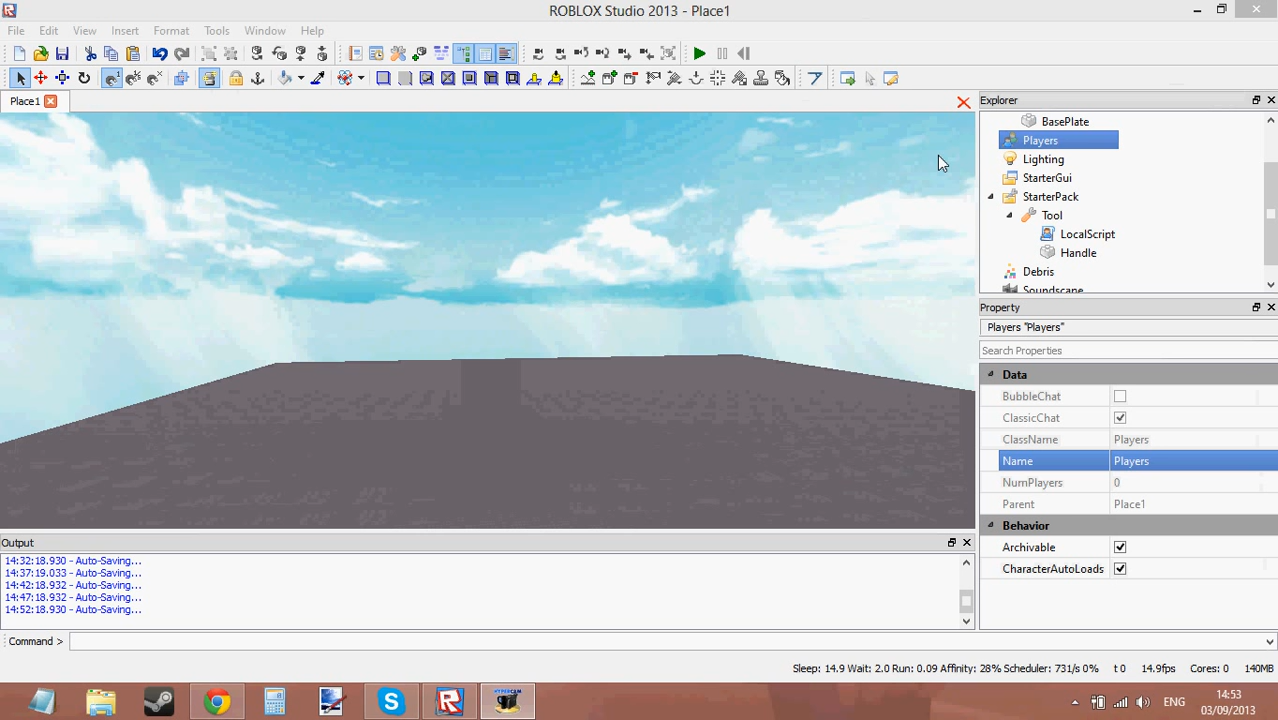 ROBLOX Studio 2013 - Place1
File Edit View Insert Format Tools Window Help
Place1
Explorer
BasePlate
Players
Lighting
StarterGui
StarterPack
Tool
LocalScript
Handle
Debris
Soundscape
Property
Players "Players"
Search Properties
Data
BubbleChat
ClassicChat
ClassName Players
Name Players
NumPlayers 0
Parent Place1
Behavior
Archivable
CharacterAutoLoads
Output
14:32:18.930 - Auto-Saving...
14:37:19.033 - Auto-Saving...
14:42:18.932 - Auto-Saving...
14:47:18.932 - Auto-Saving...
14:52:18.930 - Auto-Saving...
Command >
Sleep: 14.9 Wait: 2.0 Run: 0.09 Affinity: 28% Scheduler: 731/s 0% t 0 14.9fps Cores: 0 140MB
HYPERCAM
ENG
14:53
03/09/2013